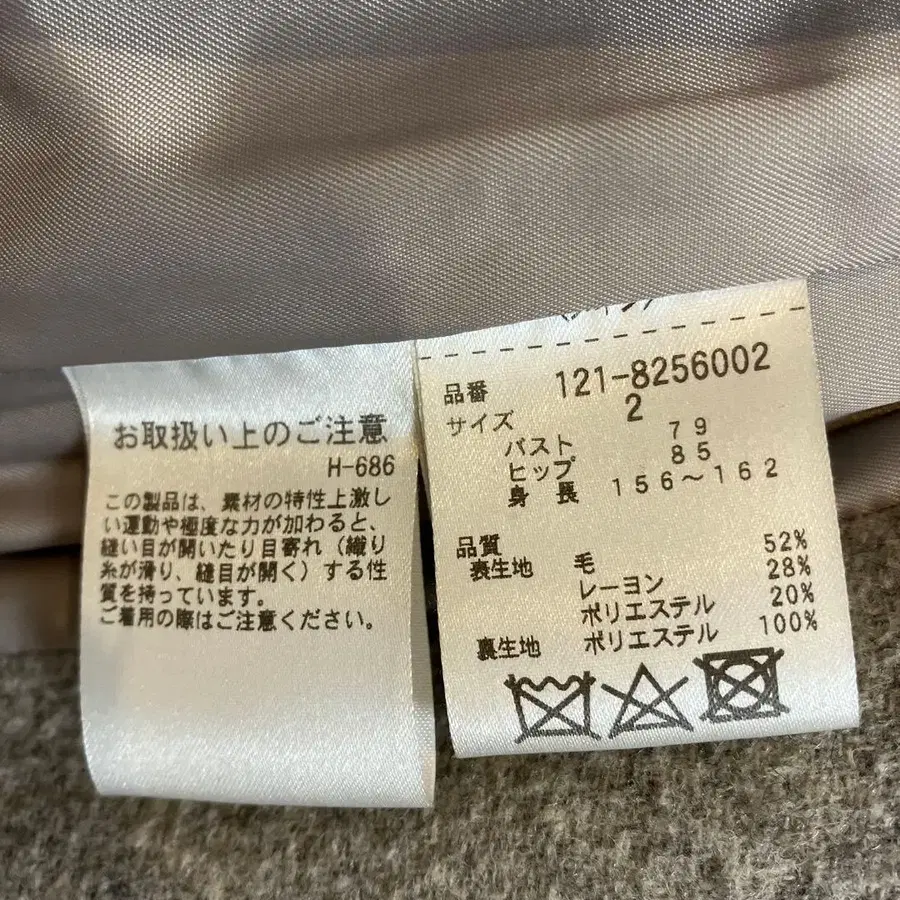 お取扱い上のご注意
H-686
この製品は、素材の特性上激し
い運動や極度な力が加わると、
縫い目が開いたり目寄れ(織り
糸が滑り、縫目が開く)する性
質を持っています。
ご着用の際はご注意ください。
品番 121-8256002
サイズ 2
バスト 79
ヒップ 85
身 長 156～162
品質
表生地 毛 52%
レーヨン 28%
ポリエステル 20%
裏生地 ポリエステル 100%